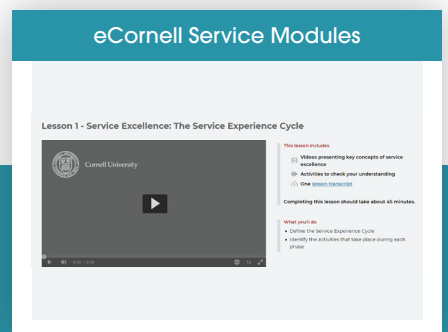 eCornell Service Modules
Lesson 1 - Service Excellence: The Service Experience Cycle
Cornell University
This lesson includes
Videos presenting key concepts of service
excellence
Activities to check your understanding
One lesson transcript
Completing this lesson should take about 45 minutes.
What you'll do
• Define the Service Experience Cycle
• Identify the activities that take place during each
phase
1x